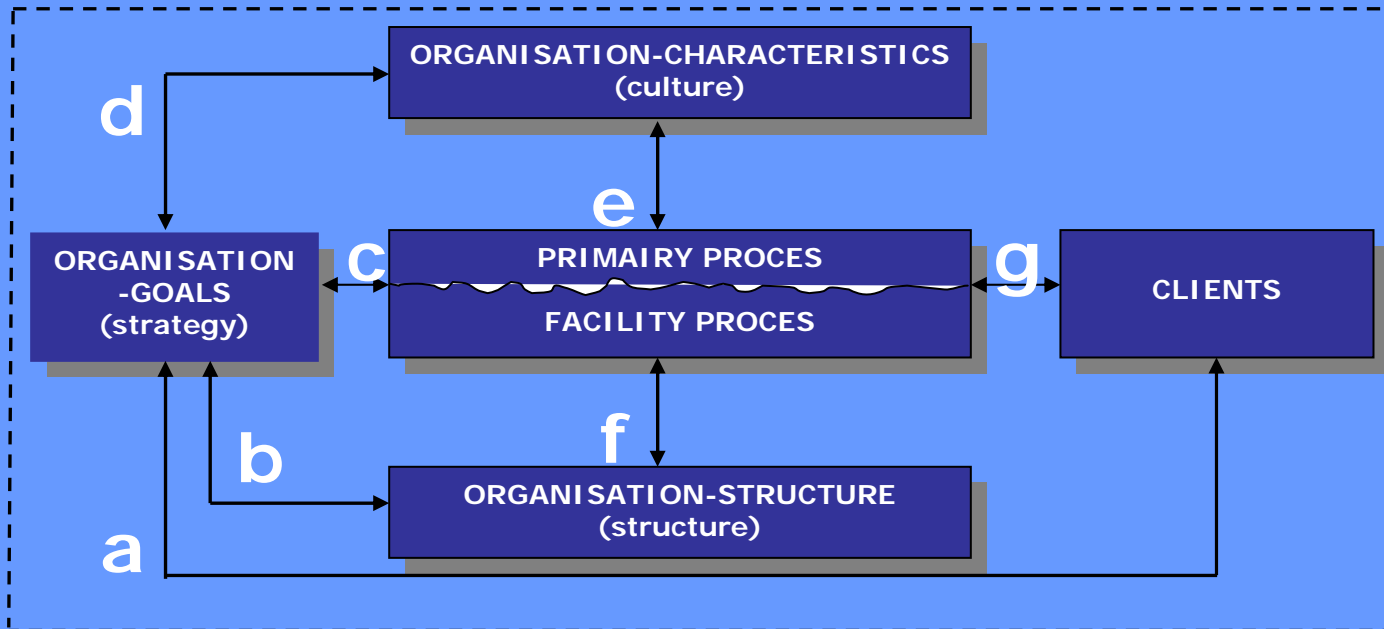 ORGANISATION-CHARACTERISTICS
(culture)
d
e
ORGANISATION
-GOALS
(strategy)
c
PRIMAIRY PROCES
FACILITY PROCES
g
CLIENTS
b
f
ORGANISATION-STRUCTURE
(structure)
a